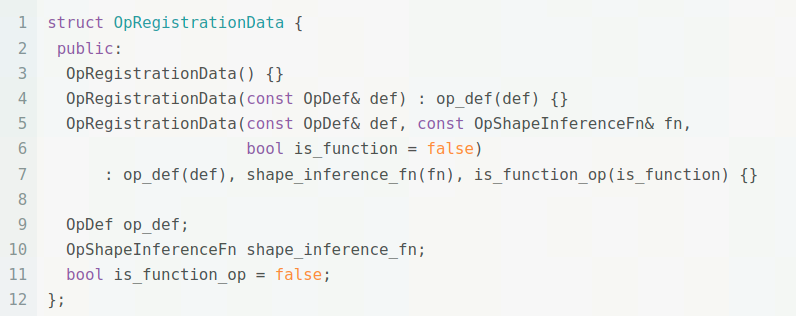 1 struct OpRegistrationData {
2  public:
3   OpRegistrationData() {}
4   OpRegistrationData(const OpDef& def) : op_def(def) {}
5   OpRegistrationData(const OpDef& def, const OpShapeInferenceFn& fn,
6                      bool is_function = false)
7       : op_def(def), shape_inference_fn(fn), is_function_op(is_function) {}
8
9   OpDef op_def;
10   OpShapeInferenceFn shape_inference_fn;
11   bool is_function_op = false;
12 };